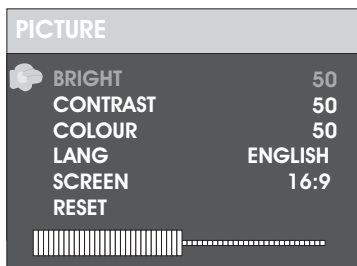 PICTURE
BRIGHT 50
CONTRAST 50
COLOUR 50
LANG ENGLISH
SCREEN 16:9
RESET